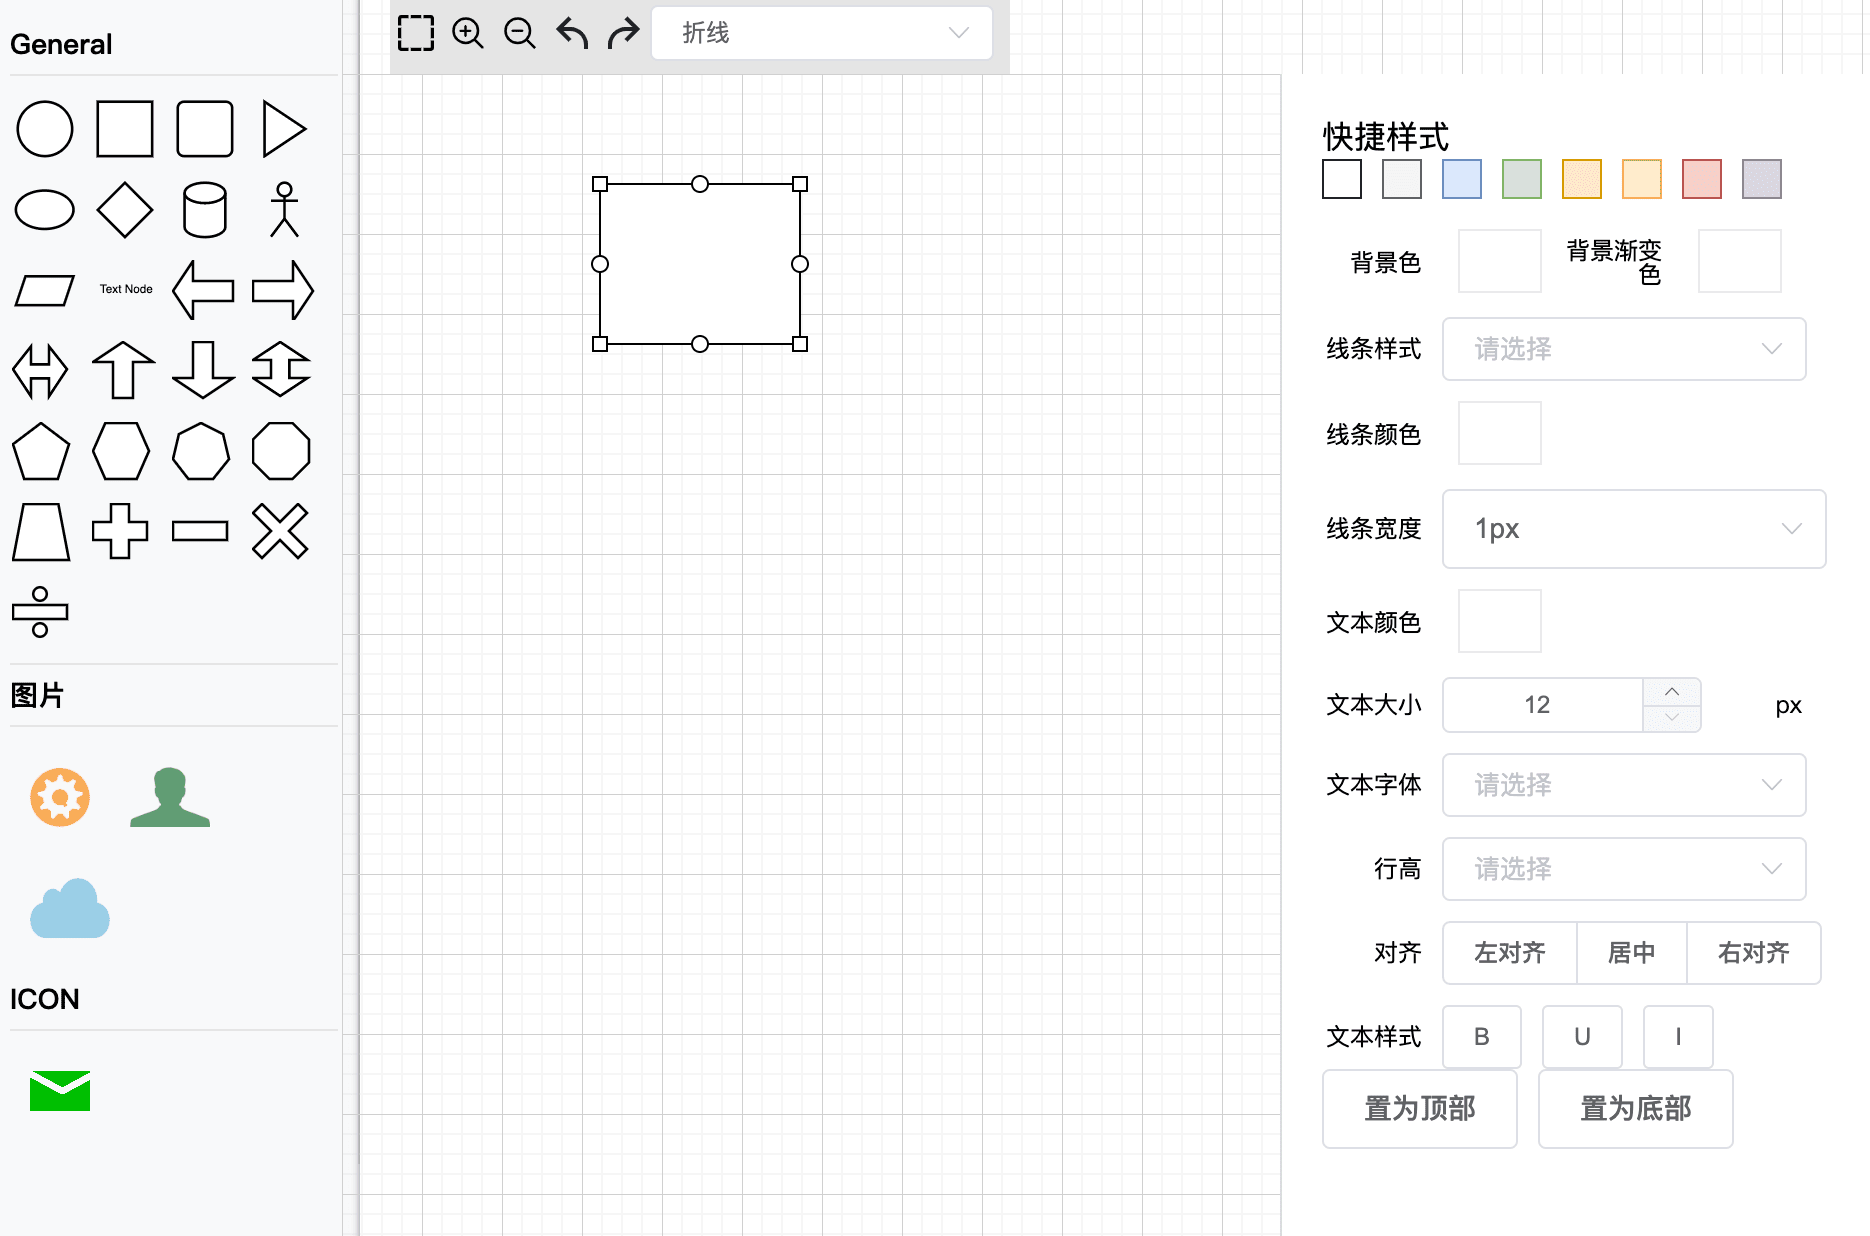 General
折线
Text Node
图片
ICON
快捷样式
背景色
背景渐变
色
线条样式 请选择
线条颜色
线条宽度 1px
文本颜色
文本大小 12 px
文本字体 请选择
行高 请选择
对齐 左对齐 居中 右对齐
文本样式 B U I
置为顶部 置为底部